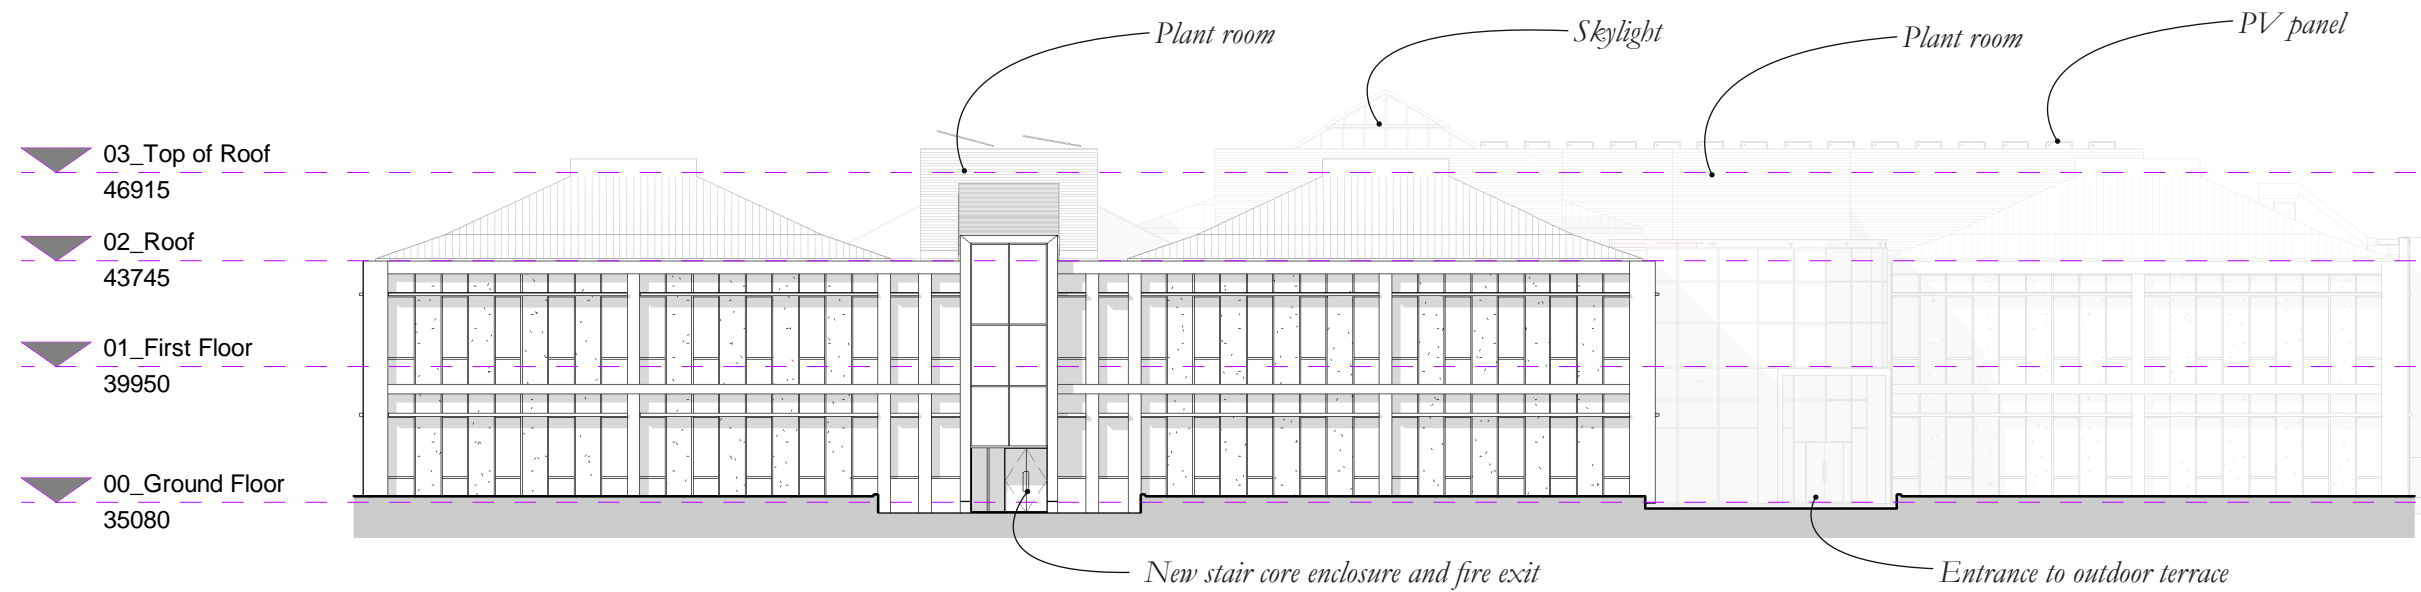 Plant room
Skylight
Plant room
PV panel
03_Top of Roof
46915
02_Roof
43745
01_First Floor
39950
00_Ground Floor
35080
New stair core enclosure and fire exit
Entrance to outdoor terrace